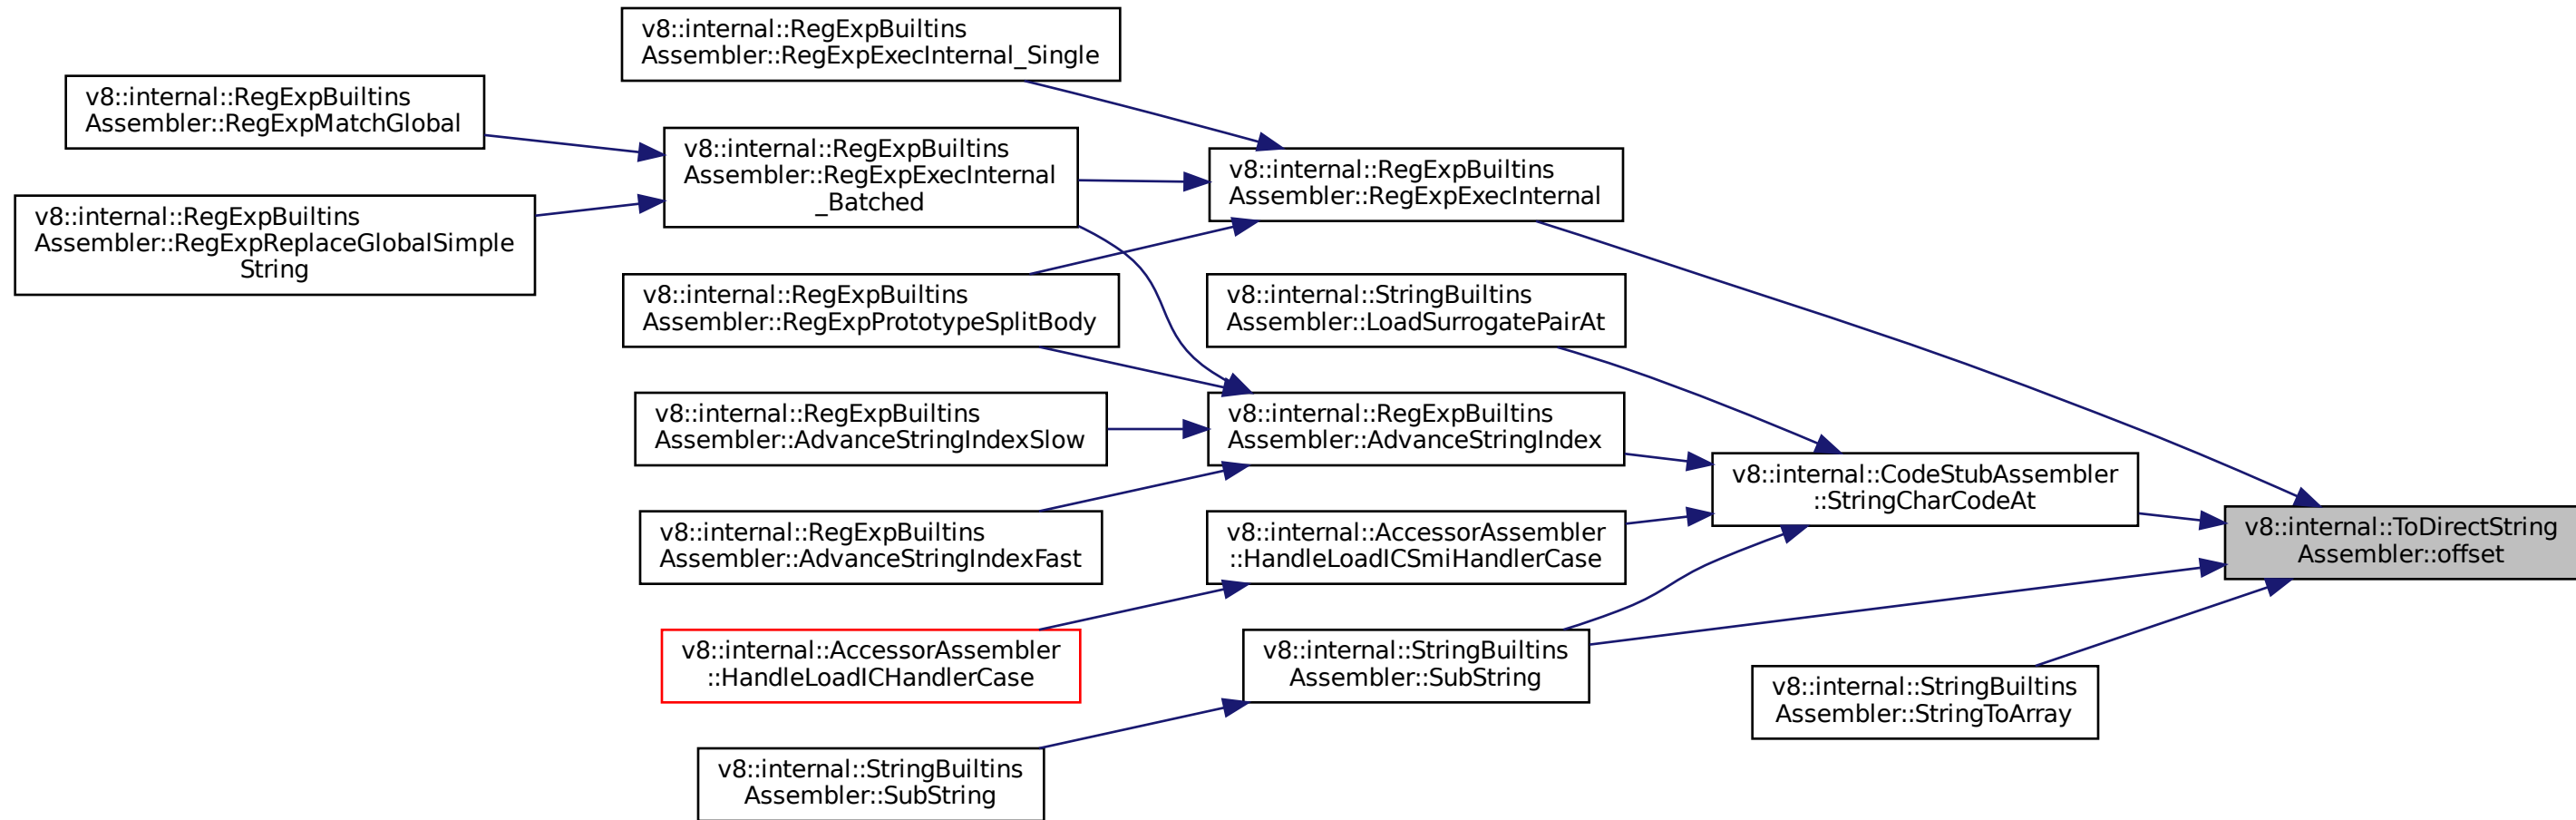 v8::internal::RegExpBuiltins
Assembler::RegExpExecInternal_Single
v8::internal::RegExpBuiltins
Assembler::RegExpMatchGlobal
v8::internal::RegExpBuiltins
Assembler::RegExpExecInternal
_Batched
v8::internal::RegExpBuiltins
Assembler::RegExpExecInternal
v8::internal::RegExpBuiltins
Assembler::RegExpReplaceGlobalSimple
String
v8::internal::RegExpBuiltins
Assembler::RegExpPrototypeSplitBody
v8::internal::StringBuiltins
Assembler::LoadSurrogatePairAt
v8::internal::RegExpBuiltins
Assembler::AdvanceStringIndexSlow
v8::internal::RegExpBuiltins
Assembler::AdvanceStringIndex
v8::internal::CodeStubAssembler
::StringCharCodeAt
v8::internal::ToDirectString
Assembler::offset
v8::internal::RegExpBuiltins
Assembler::AdvanceStringIndexFast
v8::internal::AccessorAssembler
::HandleLoadICSmiHandlerCase
v8::internal::AccessorAssembler
::HandleLoadICHandlerCase
v8::internal::StringBuiltins
Assembler::SubString
v8::internal::StringBuiltins
Assembler::StringToArray
v8::internal::StringBuiltins
Assembler::SubString